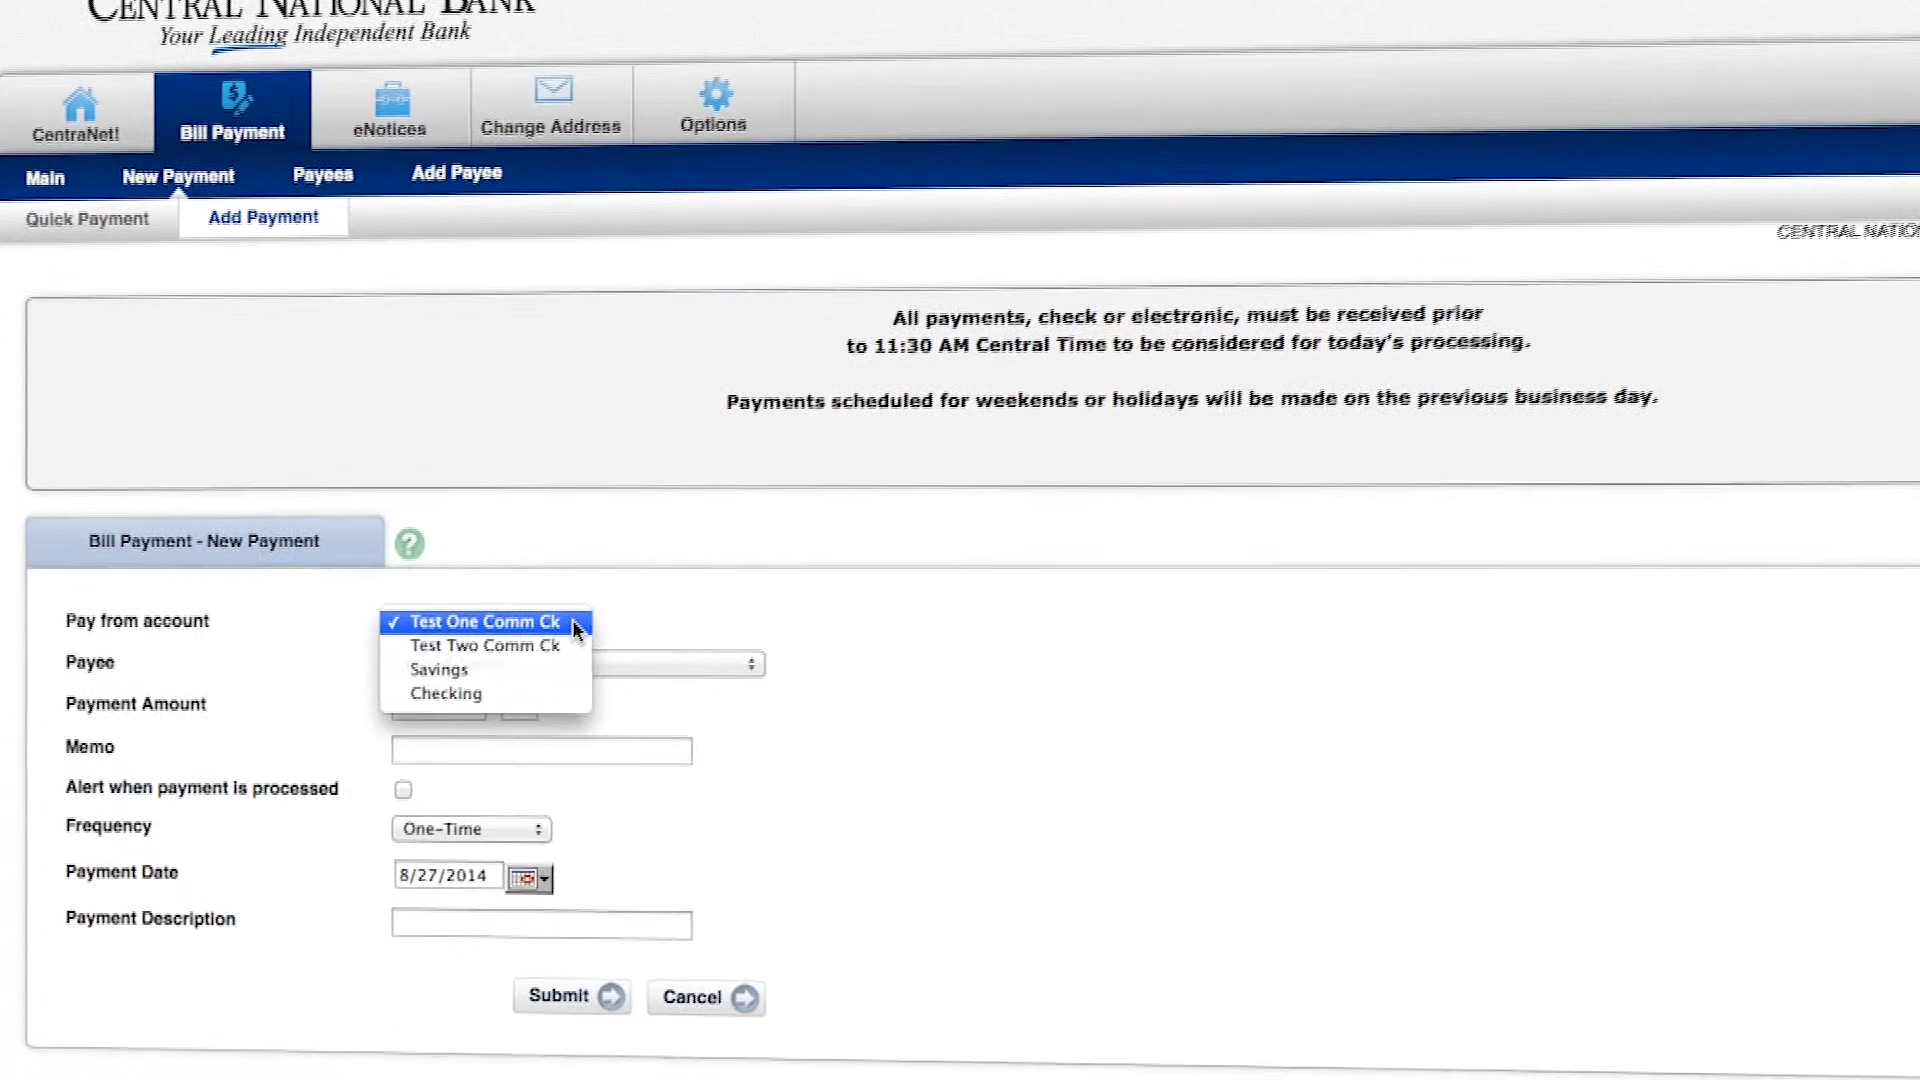 CENTRAL NATIONAL BANK
Your Leading Independent Bank
CentraNet!
Bill Payment
eNotices
Change Address
Options
Main
New Payment
Payees
Add Payee
Quick Payment
Add Payment
CENTRAL NATIO
All payments, check or electronic, must be received prior
to 11:30 AM Central Time to be considered for today's processing.
Payments scheduled for weekends or holidays will be made on the previous business day.
Bill Payment - New Payment
?
Pay from account
✓ Test One Comm Ck
Test Two Comm Ck
Payee
Savings
Checking
Payment Amount
Memo
Alert when payment is processed
Frequency
One-Time
Payment Date
8/27/2014
Payment Description
Submit
Cancel